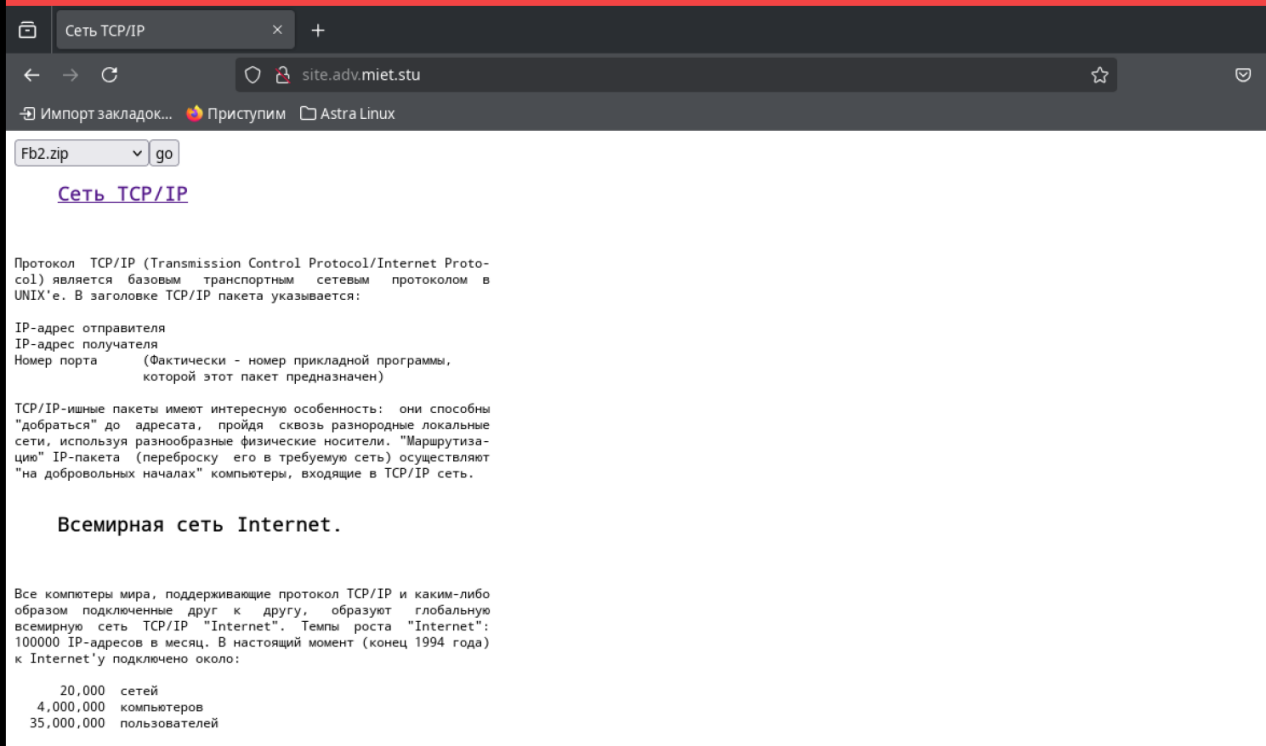 Сеть TCP/IP
site.adv.miet.stu
Импорт закладок... Приступим Astra Linux
Fb2.zip go
Сеть TCP/IP
Протокол TCP/IP (Transmission Control Protocol/Internet Proto-
col) является базовым транспортным сетевым протоколом в
UNIX'е. В заголовке TCP/IP пакета указывается:
IP-адрес отправителя
IP-адрес получателя
Номер порта (Фактически - номер прикладной программы,
которой этот пакет предназначен)
TCP/IP-ишные пакеты имеют интересную особенность: они способны
"добраться" до адресата, пройдя сквозь разнородные локальные
сети, используя разнообразные физические носители. "Маршрутиза-
цию" IP-пакета (переброску его в требуемую сеть) осуществляют
"на добровольных началах" компьютеры, входящие в TCP/IP сеть.
Всемирная сеть Internet.
Все компютеры мира, поддерживающие протокол TCP/IP и каким-либо
образом подключенные друг к другу, образуют глобальную
всемирную сеть TCP/IP "Internet". Темпы роста "Internet":
100000 IP-адресов в месяц. В настоящий момент (конец 1994 года)
к Internet'у подключено около:
20,000 сетей
4,000,000 компьютеров
35,000,000 пользователей